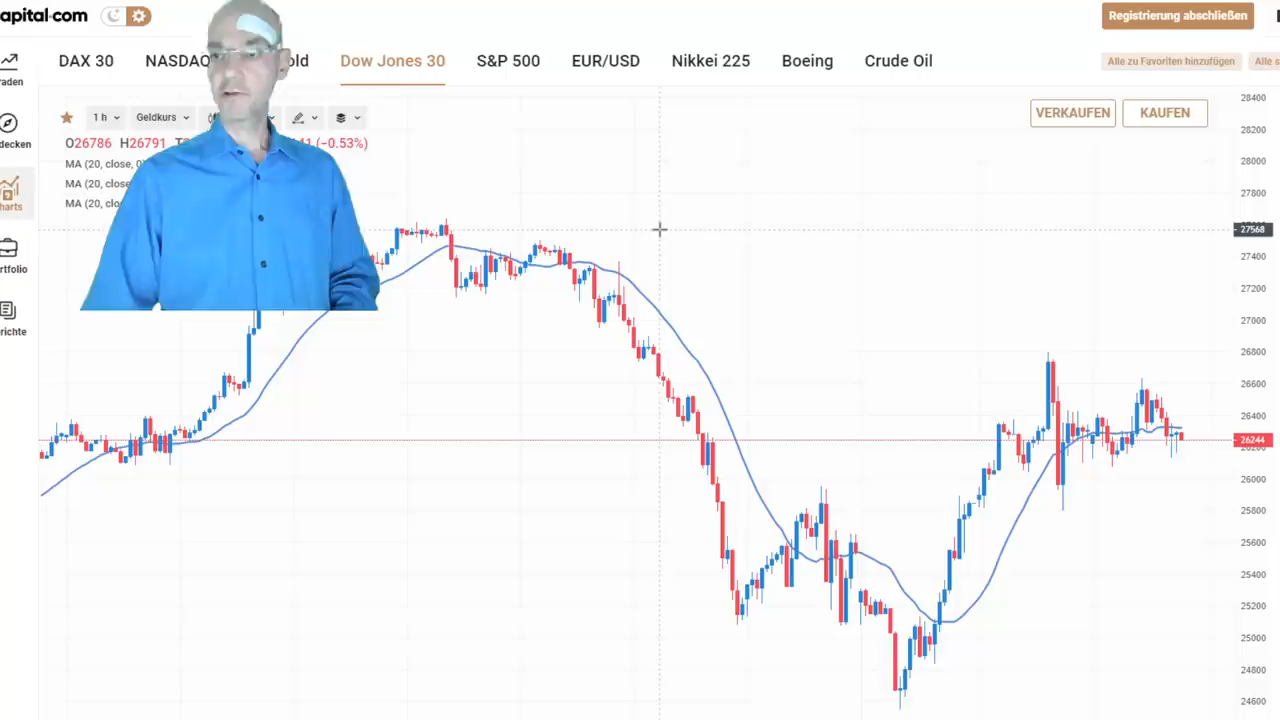 apital·com
Registrierung abschließen
DAX 30 NASDAQ old Dow Jones 30 S&P 500 EUR/USD Nikkei 225 Boeing Crude Oil
Alle zu Favoriten hinzufügen Alle s
raden
1 h Geldkurs
VERKAUFEN KAUFEN
decken
O26786 H26791 (−0.53%)
MA (20, close, 0
MA (20, close
MA (20, close
harts
rtfolio
richte
28400
28200
28000
27800
27568
27400
27200
27000
26800
26600
26400
26244
26000
25800
25600
25400
25200
25000
24800
24600